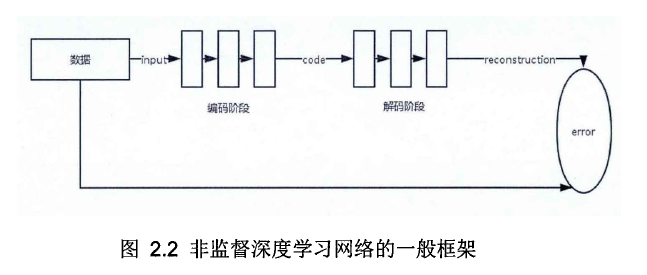 数据
input
code
reconstruction
编码阶段
解码阶段
error
图 2.2 非监督深度学习网络的一般框架